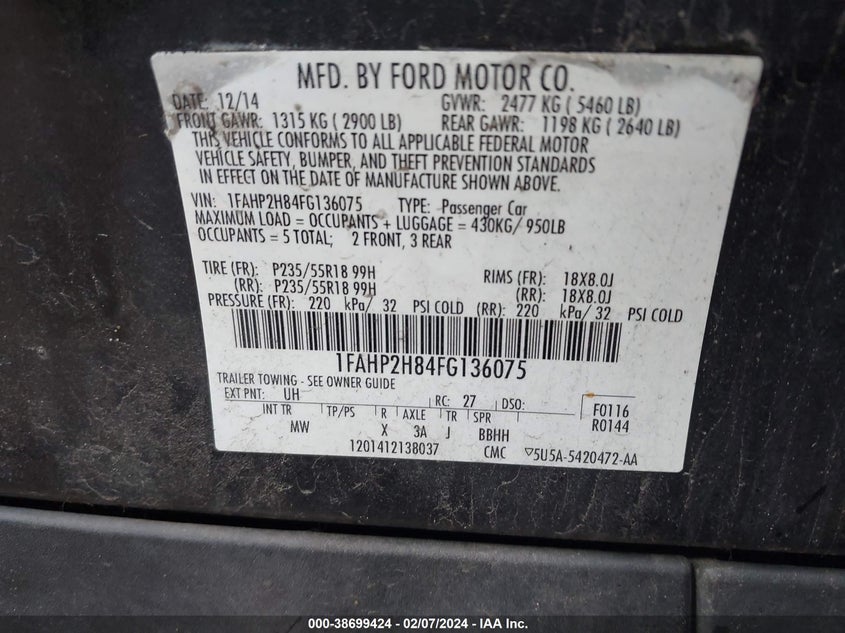 MFD. BY FORD MOTOR CO.
DATE: 12/14 GVWR: 2477 KG ( 5460 LB)
FRONT GAWR: 1315 KG ( 2900 LB) REAR GAWR: 1198 KG ( 2640 LB)
THIS VEHICLE CONFORMS TO ALL APPLICABLE FEDERAL MOTOR
VEHICLE SAFETY, BUMPER, AND THEFT PREVENTION STANDARDS
IN EFFECT ON THE DATE OF MANUFACTURE SHOWN ABOVE.
VIN: 1FAHP2H84FG136075 TYPE: Passenger Car
MAXIMUM LOAD = OCCUPANTS + LUGGAGE = 430KG/ 950LB
OCCUPANTS = 5 TOTAL; 2 FRONT, 3 REAR
TIRE (FR): P235/55R18 99H RIMS (FR): 18X8.0J
(RR): P235/55R18 99H (RR): 18X8.0J
PRESSURE (FR): 220 kPa/ 32 PSI COLD (RR): 220 kPa/ 32 PSI COLD
1FAHP2H84FG136075
TRAILER TOWING - SEE OWNER GUIDE
EXT PNT: UH RC: 27 DSO: F0116
INT TR TP/PS R AXLE TR SPR R0144
MW X 3A J BBHH
1201412138037 CMC ▽5U5A-5420472-AA
000-38699424 / 02/07/2024 - IAA Inc.